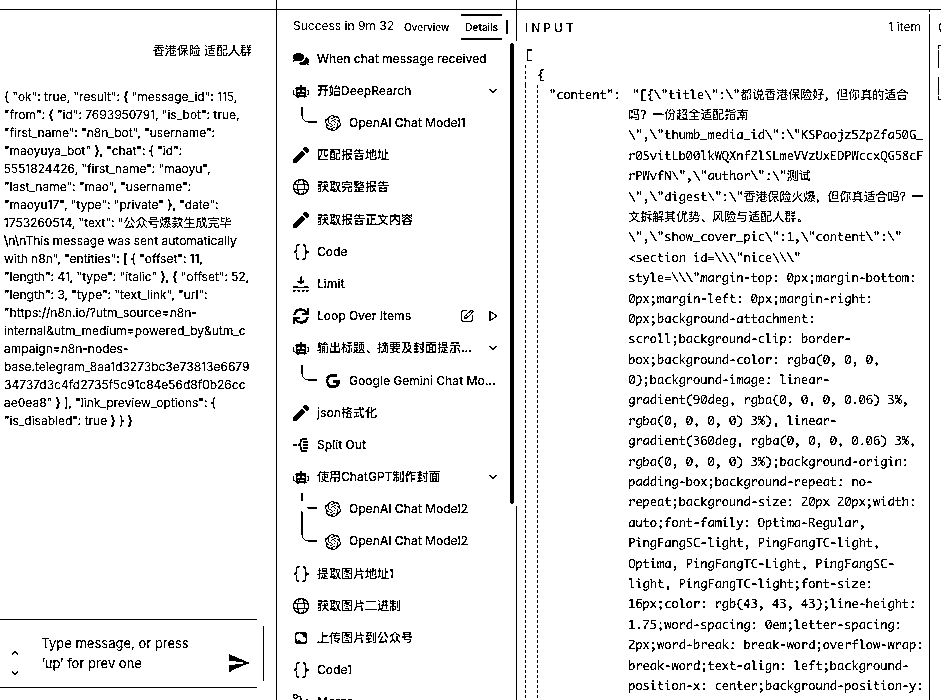 香港保险 适配人群
{ "ok": true, "result": { "message_id": 115,
"from": { "id": 7693950791, "is_bot": true,
"first_name": "n8n_bot", "username":
"maoyuya_bot" }, "chat": { "id":
5551824426, "first_name": "maoyu",
"last_name": "mao", "username":
"maoyu17", "type": "private" }, "date":
1753260514, "text": "公众号爆款生成完毕
\n\nThis message was sent automatically
with n8n", "entities": [ { "offset": 11,
"length": 41, "type": "italic" }, { "offset": 52,
"length": 3, "type": "text_link", "url":
"https://n8n.io/?utm_source=n8n-
internal&utm_medium=powered_by&utm_c
ampaign=n8n-nodes-
base.telegram_8aa1d3273bc3e73813e6679
34737d3c4fd2735f5c91c84e56d8f0b26cc
ae0ea8" } ], "link_preview_options": {
"is_disabled": true } } }
Type message, or press
'up' for prev one
Success in 9m 32
Overview
Details
When chat message received
开始DeepRearch
OpenAI Chat Model1
匹配报告地址
获取完整报告
获取报告正文内容
Code
Limit
Loop Over Items
输出标题、摘要及封面提示...
Google Gemini Chat Mo...
json格式化
Split Out
使用ChatGPT制作封面
OpenAI Chat Model2
OpenAI Chat Model2
提取图片地址1
获取图片二进制
上传图片到公众号
Code1
INPUT
1 item
[
{
"content": "[{\"title\":\"都说香港保险好，但你真的适合
吗？一份超全适配指南
\",\"thumb_media_id\":\"KSPaojz5Zp2fa50G_
r0SvitLb00lkWQXnfZlSLmeVVzUxEDPWccxQG58cF
rPWvfN\",\"author\":\"测试
\",\"digest\":\"香港保险火爆，但你真适合吗？一
文拆解其优势、风险与适配人群。
\",\"show_cover_pic\":1,\"content\":\"
<section id=\\\"nice\\\"
style=\\\"margin-top: 0px;margin-bottom:
0px;margin-left: 0px;margin-right:
0px;background-attachment:
scroll;background-clip: border-
box;background-color: rgba(0, 0, 0,
0);background-image: linear-
gradient(90deg, rgba(0, 0, 0, 0.06) 3%,
rgba(0, 0, 0, 0) 3%), linear-
gradient(360deg, rgba(0, 0, 0, 0.06) 3%,
rgba(0, 0, 0, 0) 3%);background-origin:
padding-box;background-repeat: no-
repeat;background-size: 20px 20px;width:
auto;font-family: Optima-Regular,
PingFangSC-light, PingFangTC-light,
Optima, PingFangTC-Light, PingFangSC-
light, PingFangTC-light;font-size:
16px;color: rgb(43, 43, 43);line-height:
1.75;word-spacing: 0em;letter-spacing:
2px;word-break: break-word;overflow-wrap:
break-word;text-align: left;background-
position-x: center;background-position-y: